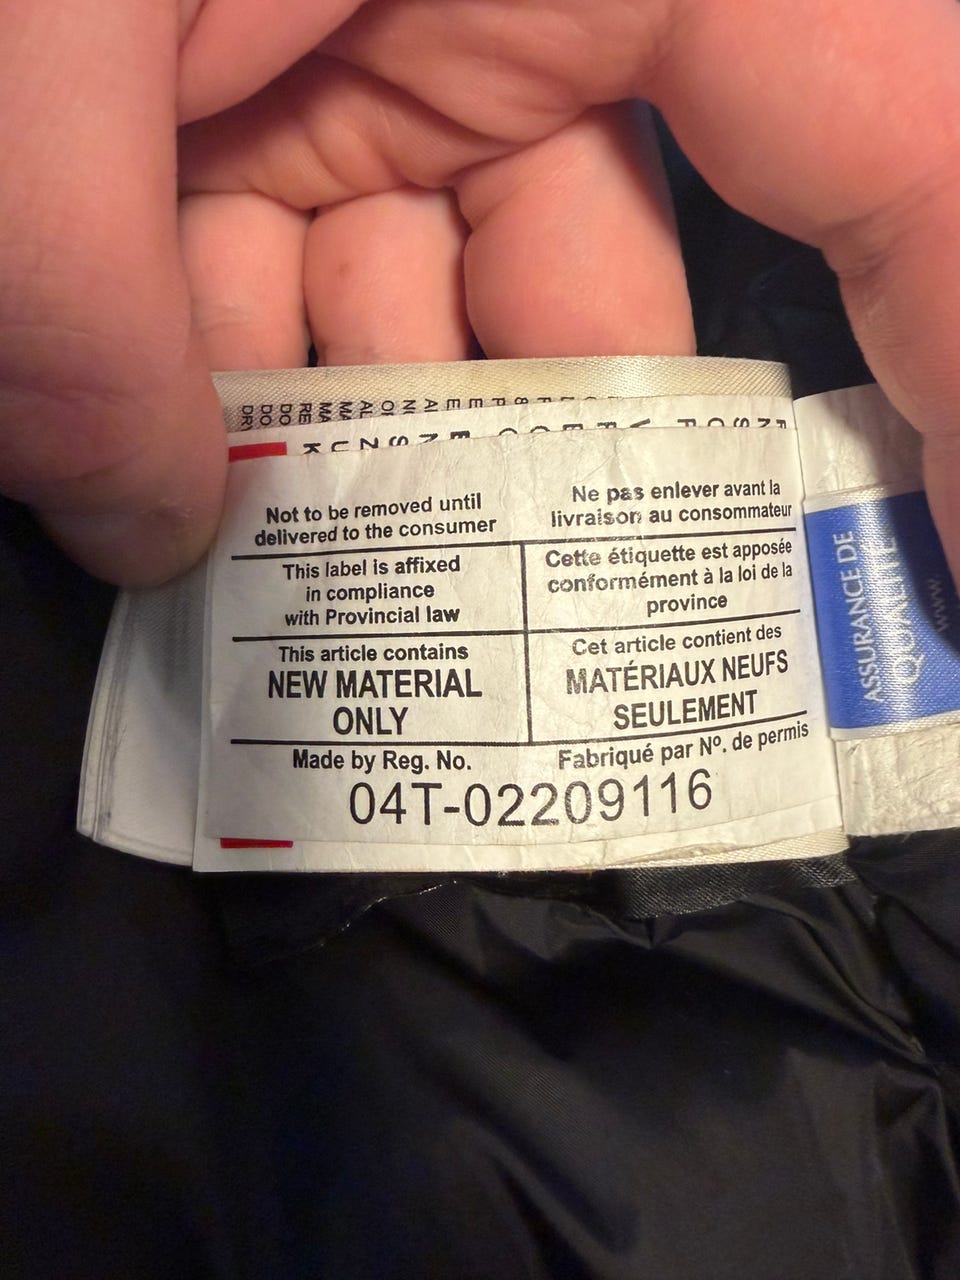 Not to be removed until
delivered to the consumer
Ne pas enlever avant la
livraison au consommateur
This label is affixed
in compliance
with Provincial law
Cette étiquette est apposée
conformément à la loi de la
province
This article contains
NEW MATERIAL
ONLY
Cet article contient des
MATÉRIAUX NEUFS
SEULEMENT
Made by Reg. No.
Fabriqué par Nº. de permis
04T-02209116
ASSURANCE DE
QUALITÉ
www.